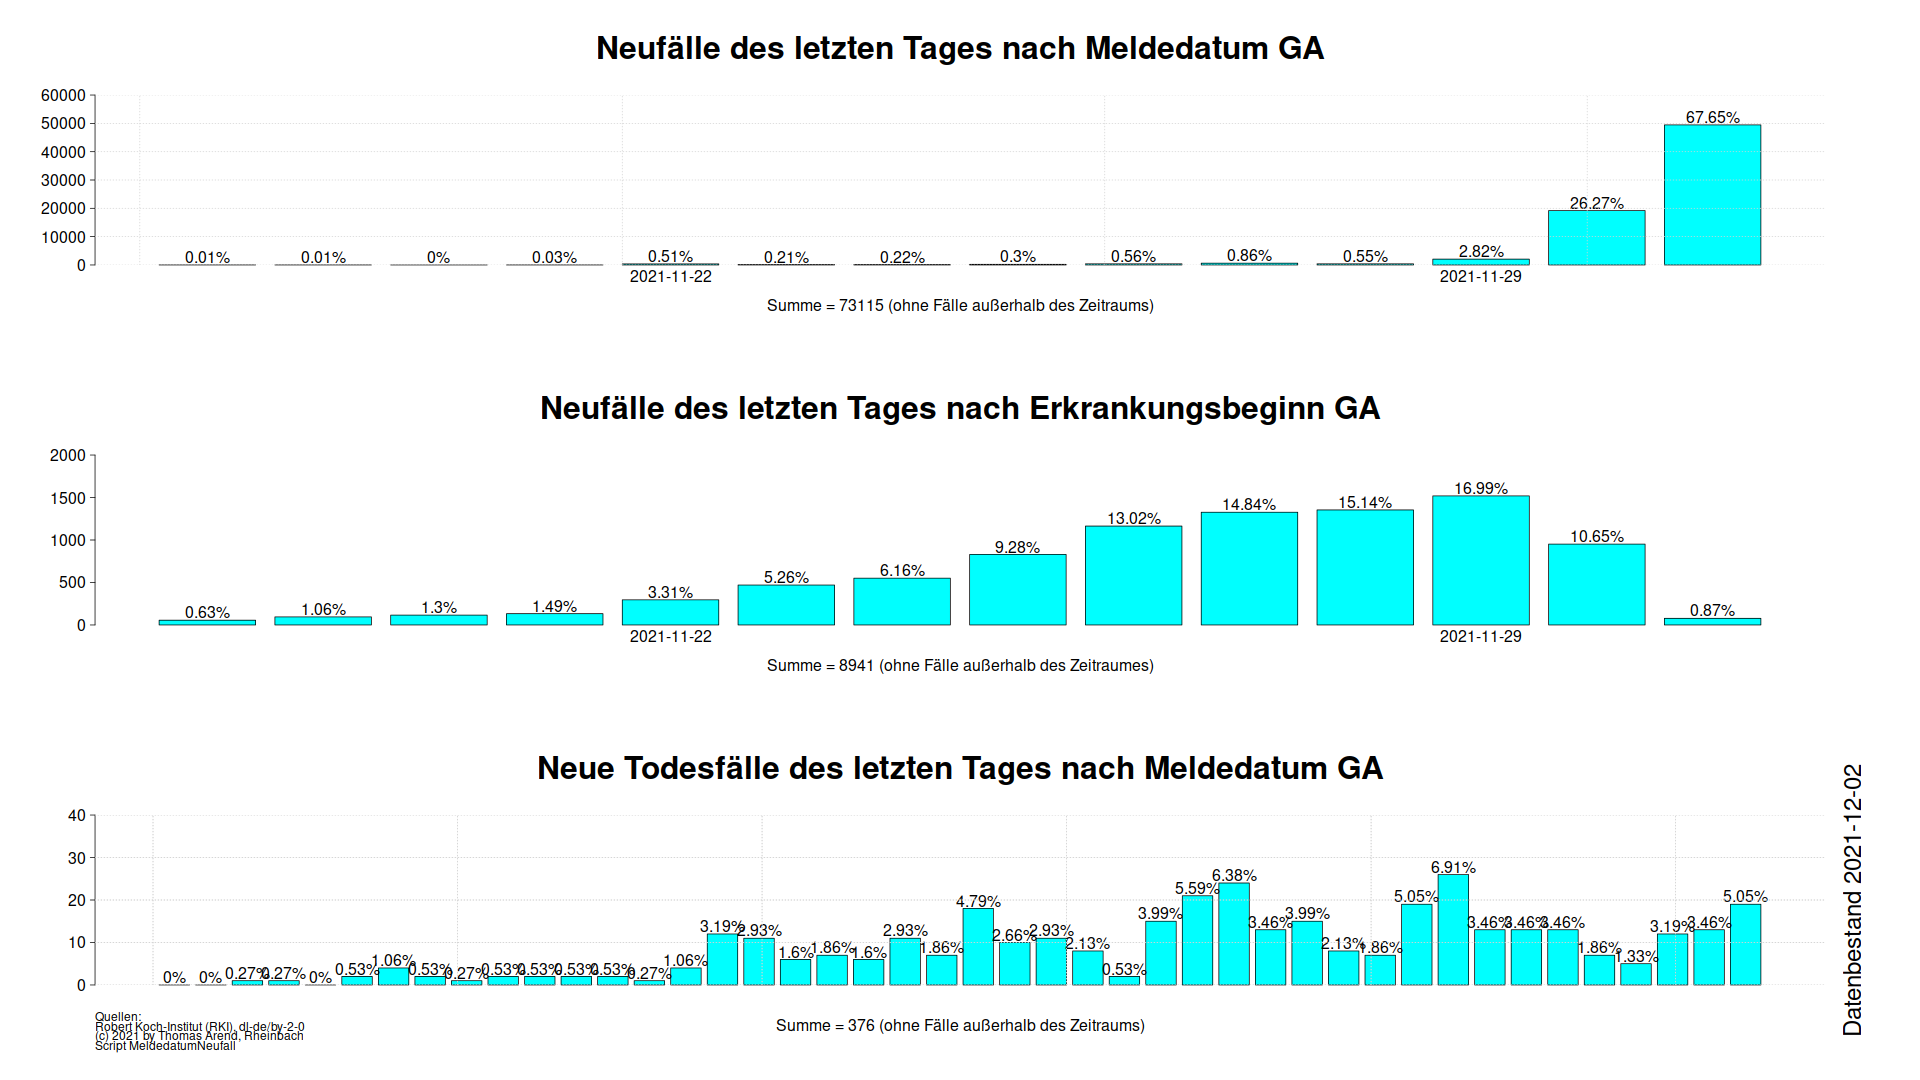 Neufälle des letzten Tages nach Meldedatum GA
60000
50000
40000
30000
20000
10000
0
0.01% 0.01% 0% 0.03% 0.51% 0.21% 0.22% 0.3% 0.56% 0.86% 0.55% 2.82% 26.27% 67.65%
2021-11-22 2021-11-29
Summe = 73115 (ohne Fälle außerhalb des Zeitraums)
Neufälle des letzten Tages nach Erkrankungsbeginn GA
2000
1500
1000
500
0
0.63% 1.06% 1.3% 1.49% 3.31% 5.26% 6.16% 9.28% 13.02% 14.84% 15.14% 16.99% 10.65% 0.87%
2021-11-22 2021-11-29
Summe = 8941 (ohne Fälle außerhalb des Zeitraumes)
Neue Todesfälle des letzten Tages nach Meldedatum GA
40
30
20
10
0
0% 0% 0.27% 0.27% 0% 0.53% 1.06% 0.53% 0.27% 0.53% 0.53% 0.53% 0.53% 0.27% 1.06% 3.19% 2.93% 1.6% 1.86% 1.6% 2.93% 1.86% 4.79% 2.66% 2.93% 2.13% 0.53% 3.99% 5.59% 6.38% 3.46% 3.99% 2.13% 1.86% 5.05% 6.91% 3.46% 3.46% 3.46% 1.86% 1.33% 3.19% 3.46% 5.05%
Summe = 376 (ohne Fälle außerhalb des Zeitraums)
Quellen:
Robert Koch-Institut (RKI), dl-de/by-2-0
(c) 2021 by Thomas Arend, Rheinbach
Script MeldedatumNeufall
Datenbestand 2021-12-02